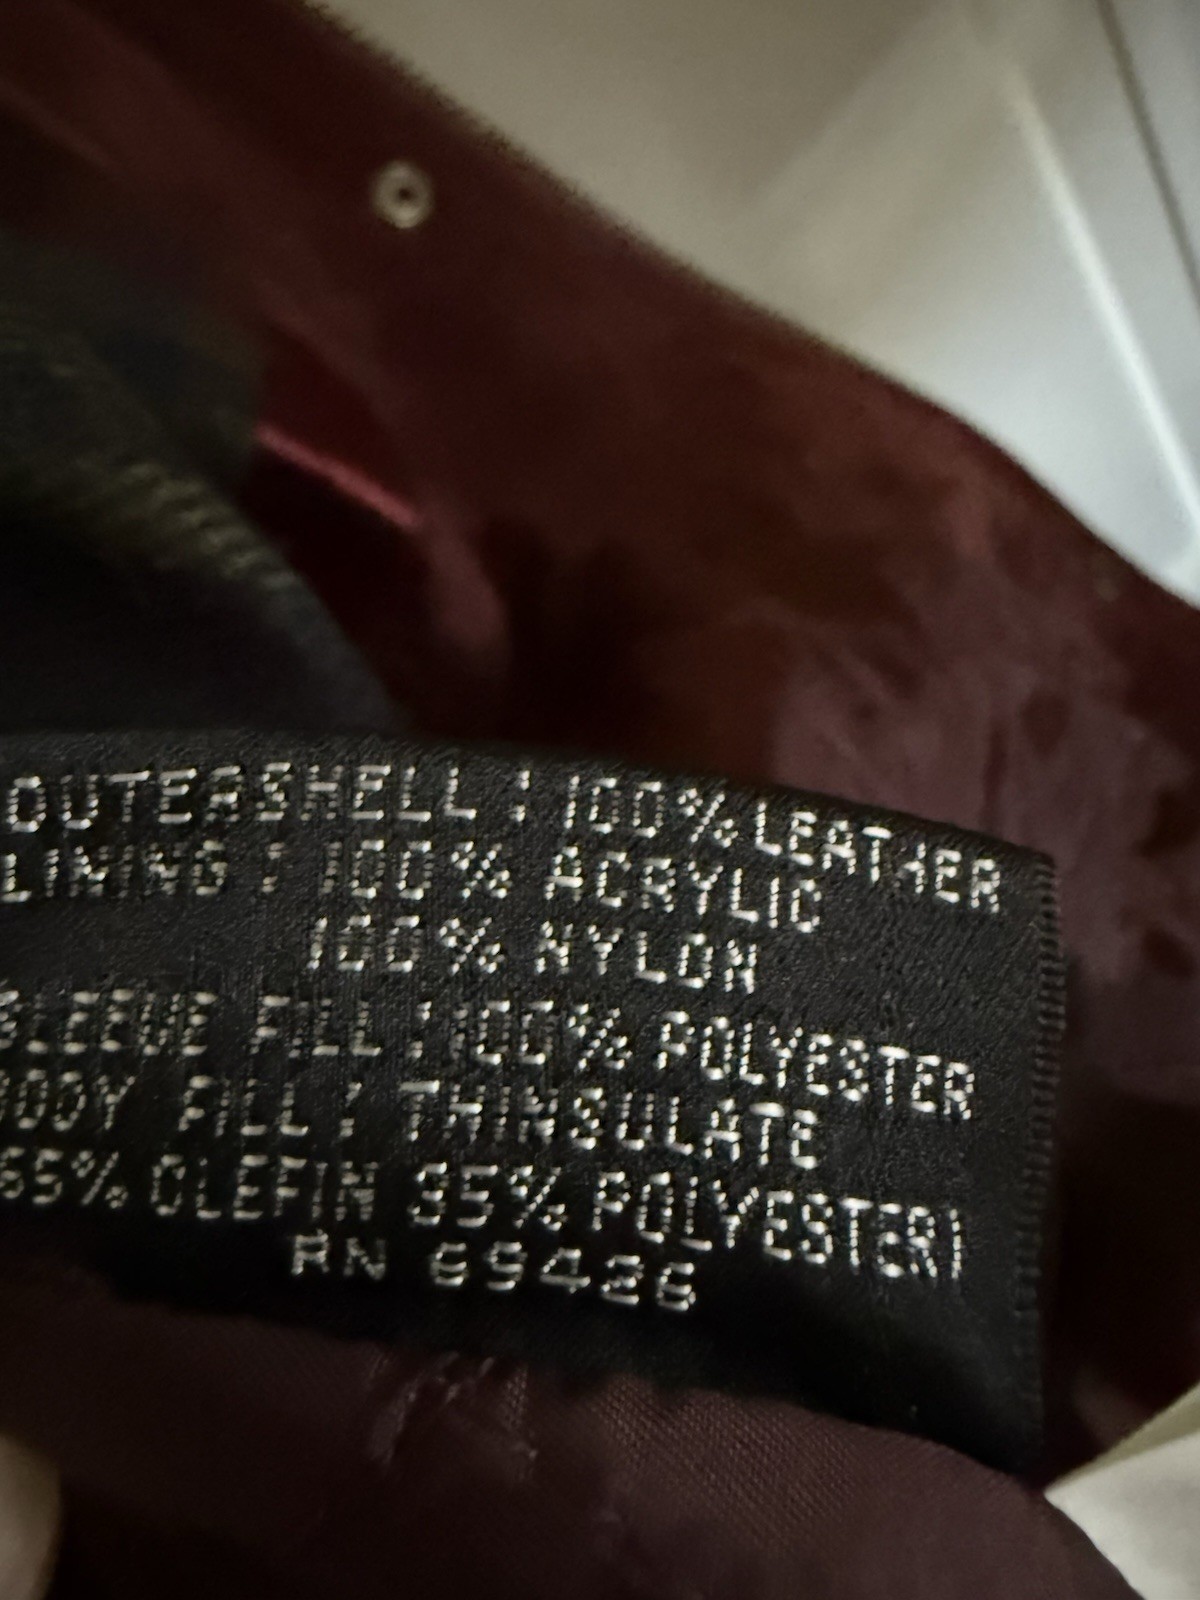 OUTERSHELL : 100% LEATHER
LINING : 100% ACRYLIC
100% NYLON
SLEEVE FILL : 100% POLYESTER
BODY FILL : THINSULATE
65% OLEFIN 35% POLYESTER)
RN 69426